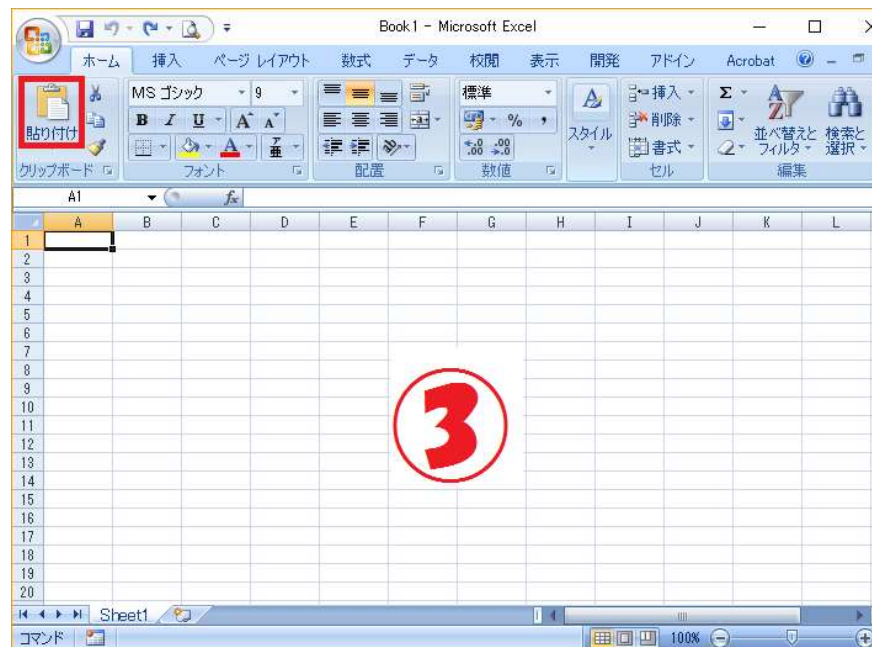 Book1 - Microsoft Excel
ホーム 挿入 ページ レイアウト 数式 データ 校閲 表示 開発 アドイン Acrobat
貼り付け
MS ゴシック 9
B I U A A
標準
% ,
スタイル
挿入
削除
書式
Σ
並べ替えと
フィルタ
検索と
選択
クリップボード フォント 配置 数値 セル 編集
A1 fx
A B C D E F G H I J K L
1
2
3
4
5
6
7
8
9
10
11
12
13
14
15
16
17
18
19
20
3
Sheet1
コマンド 100%